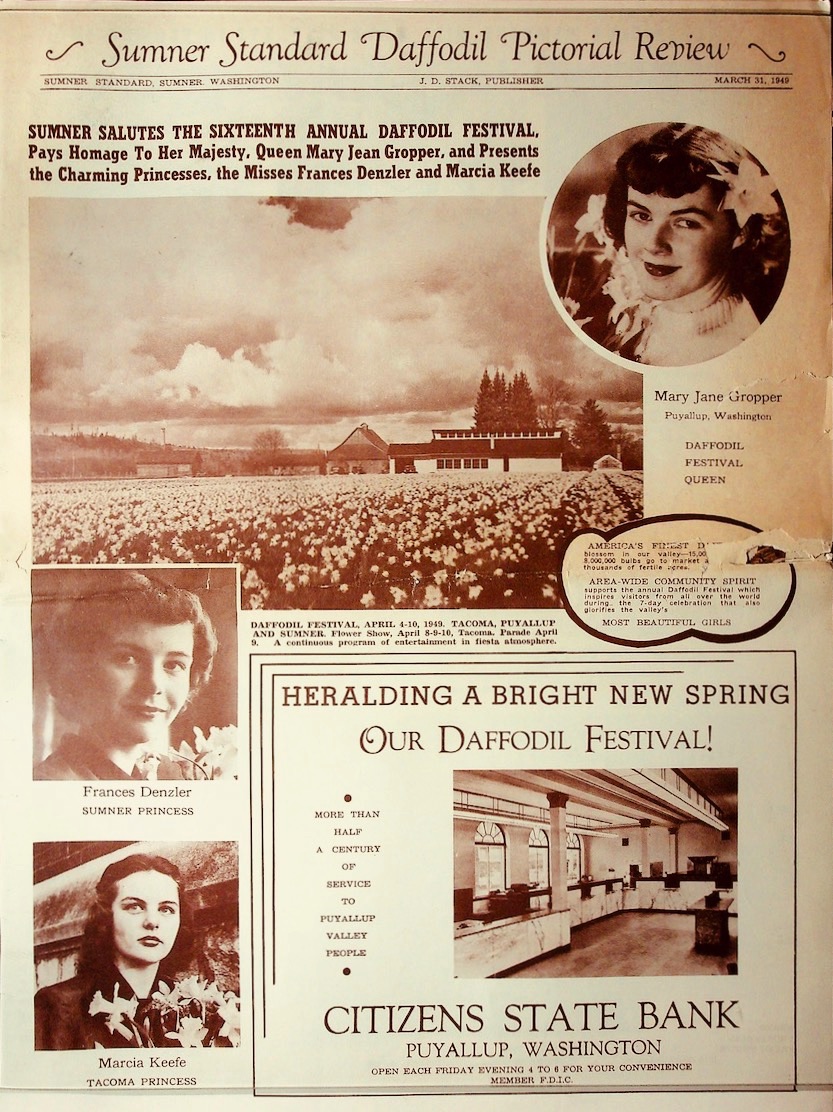 Sumner Standard Daffodil Pictorial Review
SUMNER STANDARD, SUMNER. WASHINGTON J. D. STACK, PUBLISHER MARCH 31, 1949
SUMNER SALUTES THE SIXTEENTH ANNUAL DAFFODIL FESTIVAL,
Pays Homage To Her Majesty, Queen Mary Jean Gropper, and Presents
the Charming Princesses, the Misses Frances Denzler and Marcia Keefe
Mary Jane Gropper
Puyallup, Washington
DAFFODIL
FESTIVAL
QUEEN
AMERICA'S FINEST
blossom in our valley—15,00
8,000,000 bulbs go to market
thousands of fertile acres.
AREA-WIDE COMMUNITY SPIRIT
supports the annual Daffodil Festival which
inspires visitors from all over the world
during the 7-day celebration that also
glorifies the valley's
MOST BEAUTIFUL GIRLS
DAFFODIL FESTIVAL, APRIL 4-10, 1949. TACOMA, PUYALLUP
AND SUMNER. Flower Show, April 8-9-10, Tacoma. Parade April
9. A continuous program of entertainment in fiesta atmosphere.
Frances Denzler
SUMNER PRINCESS
Marcia Keefe
TACOMA PRINCESS
HERALDING A BRIGHT NEW SPRING
OUR DAFFODIL FESTIVAL!
MORE THAN
HALF
A CENTURY
OF
SERVICE
TO
PUYALLUP
VALLEY
PEOPLE
CITIZENS STATE BANK
PUYALLUP, WASHINGTON
OPEN EACH FRIDAY EVENING 4 TO 6 FOR YOUR CONVENIENCE
MEMBER F.D.I.C.